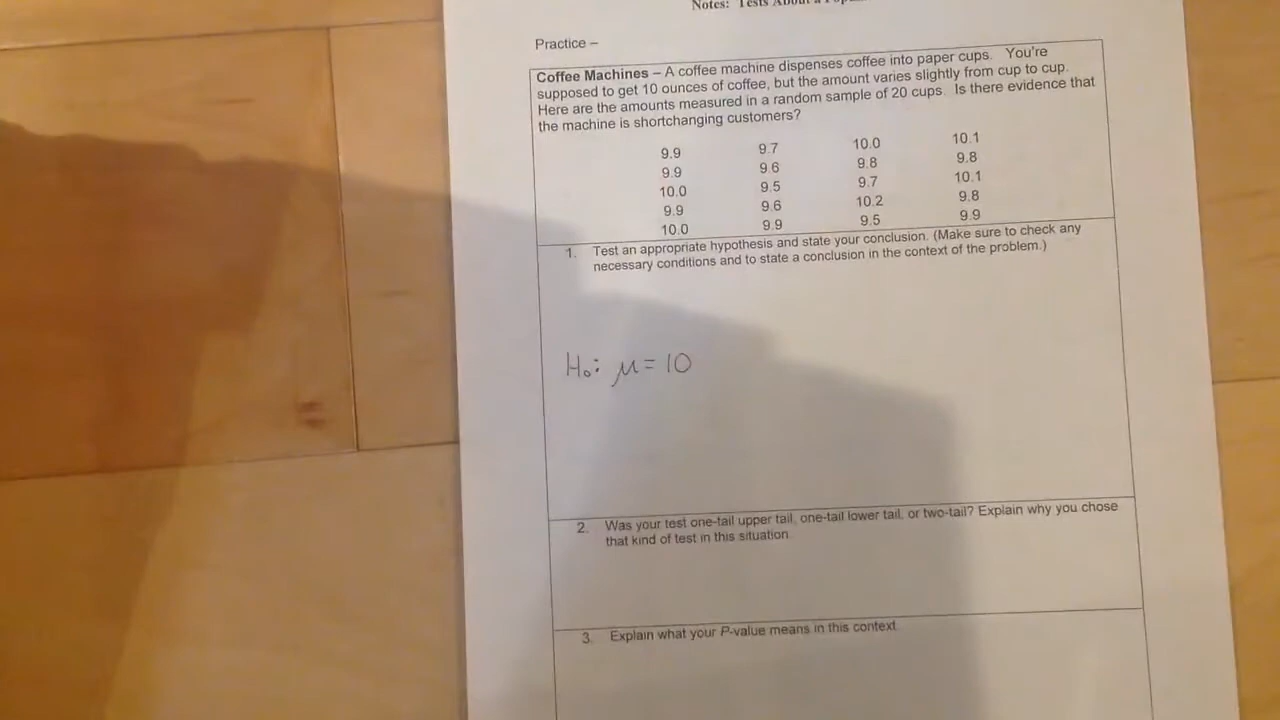 Notes: Tests About a
Practice –
Coffee Machines – A coffee machine dispenses coffee into paper cups. You're
supposed to get 10 ounces of coffee, but the amount varies slightly from cup to cup.
Here are the amounts measured in a random sample of 20 cups. Is there evidence that
the machine is shortchanging customers?
9.9 9.7 10.0 10.1
9.9 9.6 9.8 9.8
10.0 9.5 9.7 10.1
9.9 9.6 10.2 9.8
10.0 9.9 9.5 9.9
1. Test an appropriate hypothesis and state your conclusion. (Make sure to check any
necessary conditions and to state a conclusion in the context of the problem.)
H₀: μ = 10
2. Was your test one-tail upper tail, one-tail lower tail, or two-tail? Explain why you chose
that kind of test in this situation.
3. Explain what your P-value means in this context.